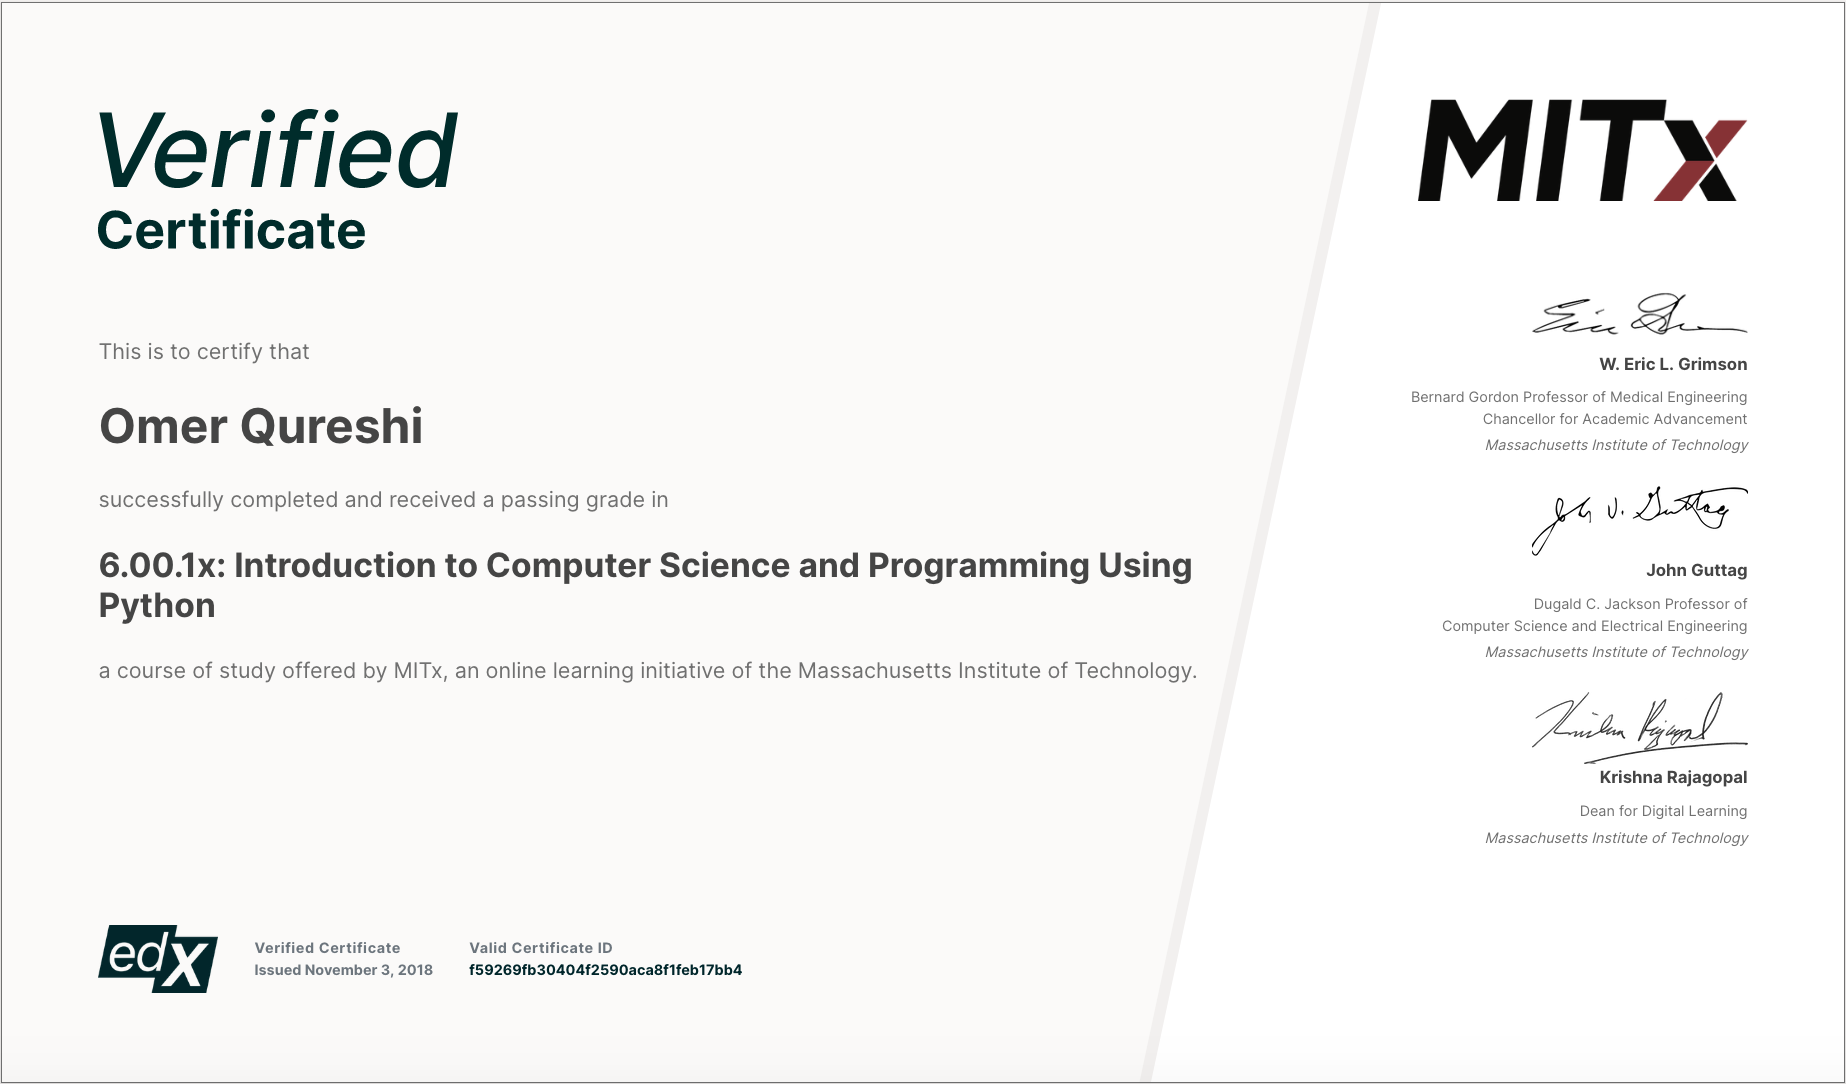 Verified
Certificate
This is to certify that
Omer Qureshi
successfully completed and received a passing grade in
6.00.1x: Introduction to Computer Science and Programming Using
Python
a course of study offered by MITx, an online learning initiative of the Massachusetts Institute of Technology.
edX
Verified Certificate
Issued November 3, 2018
Valid Certificate ID
f59269fb30404f2590aca8f1feb17bb4
MITx
W. Eric L. Grimson
Bernard Gordon Professor of Medical Engineering
Chancellor for Academic Advancement
Massachusetts Institute of Technology
John V. Guttag
John Guttag
Dugald C. Jackson Professor of
Computer Science and Electrical Engineering
Massachusetts Institute of Technology
Krishna Rajagopal
Krishna Rajagopal
Dean for Digital Learning
Massachusetts Institute of Technology